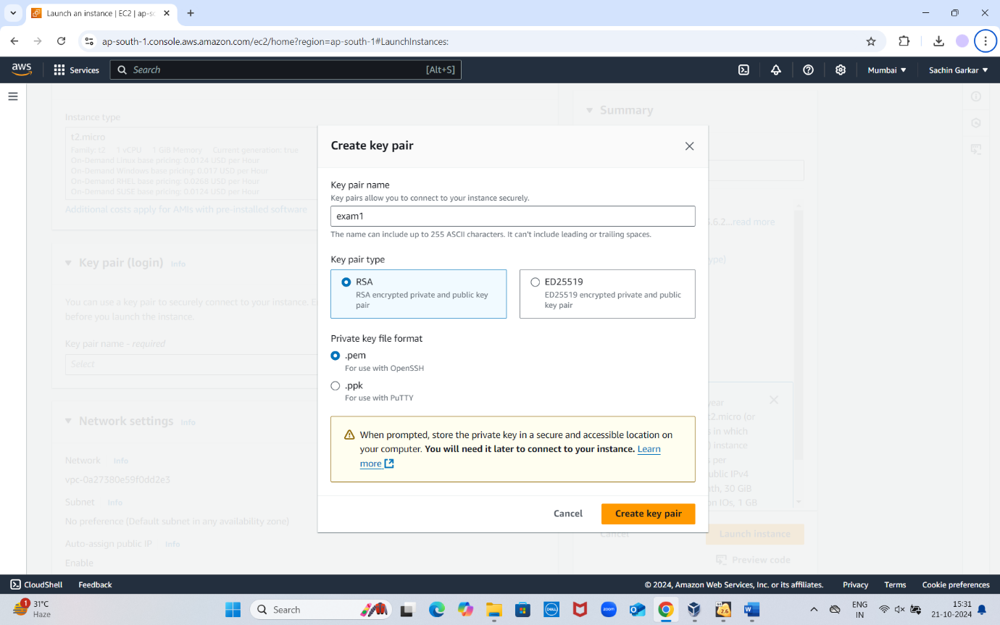 Launch an instance | EC2 | ap-sc
ap-south-1.console.aws.amazon.com/ec2/home?region=ap-south-1#LaunchInstances:
aws
Services
Search
[Alt+S]
Mumbai
Sachin Garkar
Instance type
t2.micro
Family: t2 1 vCPU 1 GiB Memory Current generation: true
On-Demand Linux base pricing: 0.0124 USD per Hour
On-Demand Windows base pricing: 0.017 USD per Hour
On-Demand RHEL base pricing: 0.0268 USD per Hour
On-Demand SUSE base pricing: 0.0124 USD per Hour
Additional costs apply for AMIs with pre-installed software
Key pair (login) Info
You can use a key pair to securely connect to your instance.
before you launch the instance.
Key pair name - required
Select
Network settings Info
Network Info
vpc-0a27380e59f0dd2e3
Subnet Info
No preference (Default subnet in any availability zone)
Auto-assign public IP Info
Enable
Create key pair
Key pair name
Key pairs allow you to connect to your instance securely.
exam1
The name can include up to 255 ASCII characters. It can't include leading or trailing spaces.
Key pair type
RSA
RSA encrypted private and public key
pair
ED25519
ED25519 encrypted private and public
key pair
Private key file format
.pem
For use with OpenSSH
.ppk
For use with PuTTY
When prompted, store the private key in a secure and accessible location on
your computer. You will need it later to connect to your instance. Learn
more
Cancel
Create key pair
Summary
.6.2...read more
ype)
year
t2.micro (or
s in which
) instance
per
ublic IPv4
th, 30 GiB
n IOs, 1 GB
Cancel
Launch instance
Preview code
CloudShell
Feedback
© 2024, Amazon Web Services, Inc. or its affiliates.
Privacy
Terms
Cookie preferences
1
31°C
Haze
Search
DELL
zoom
2.6
ENG
IN
15:31
21-10-2024